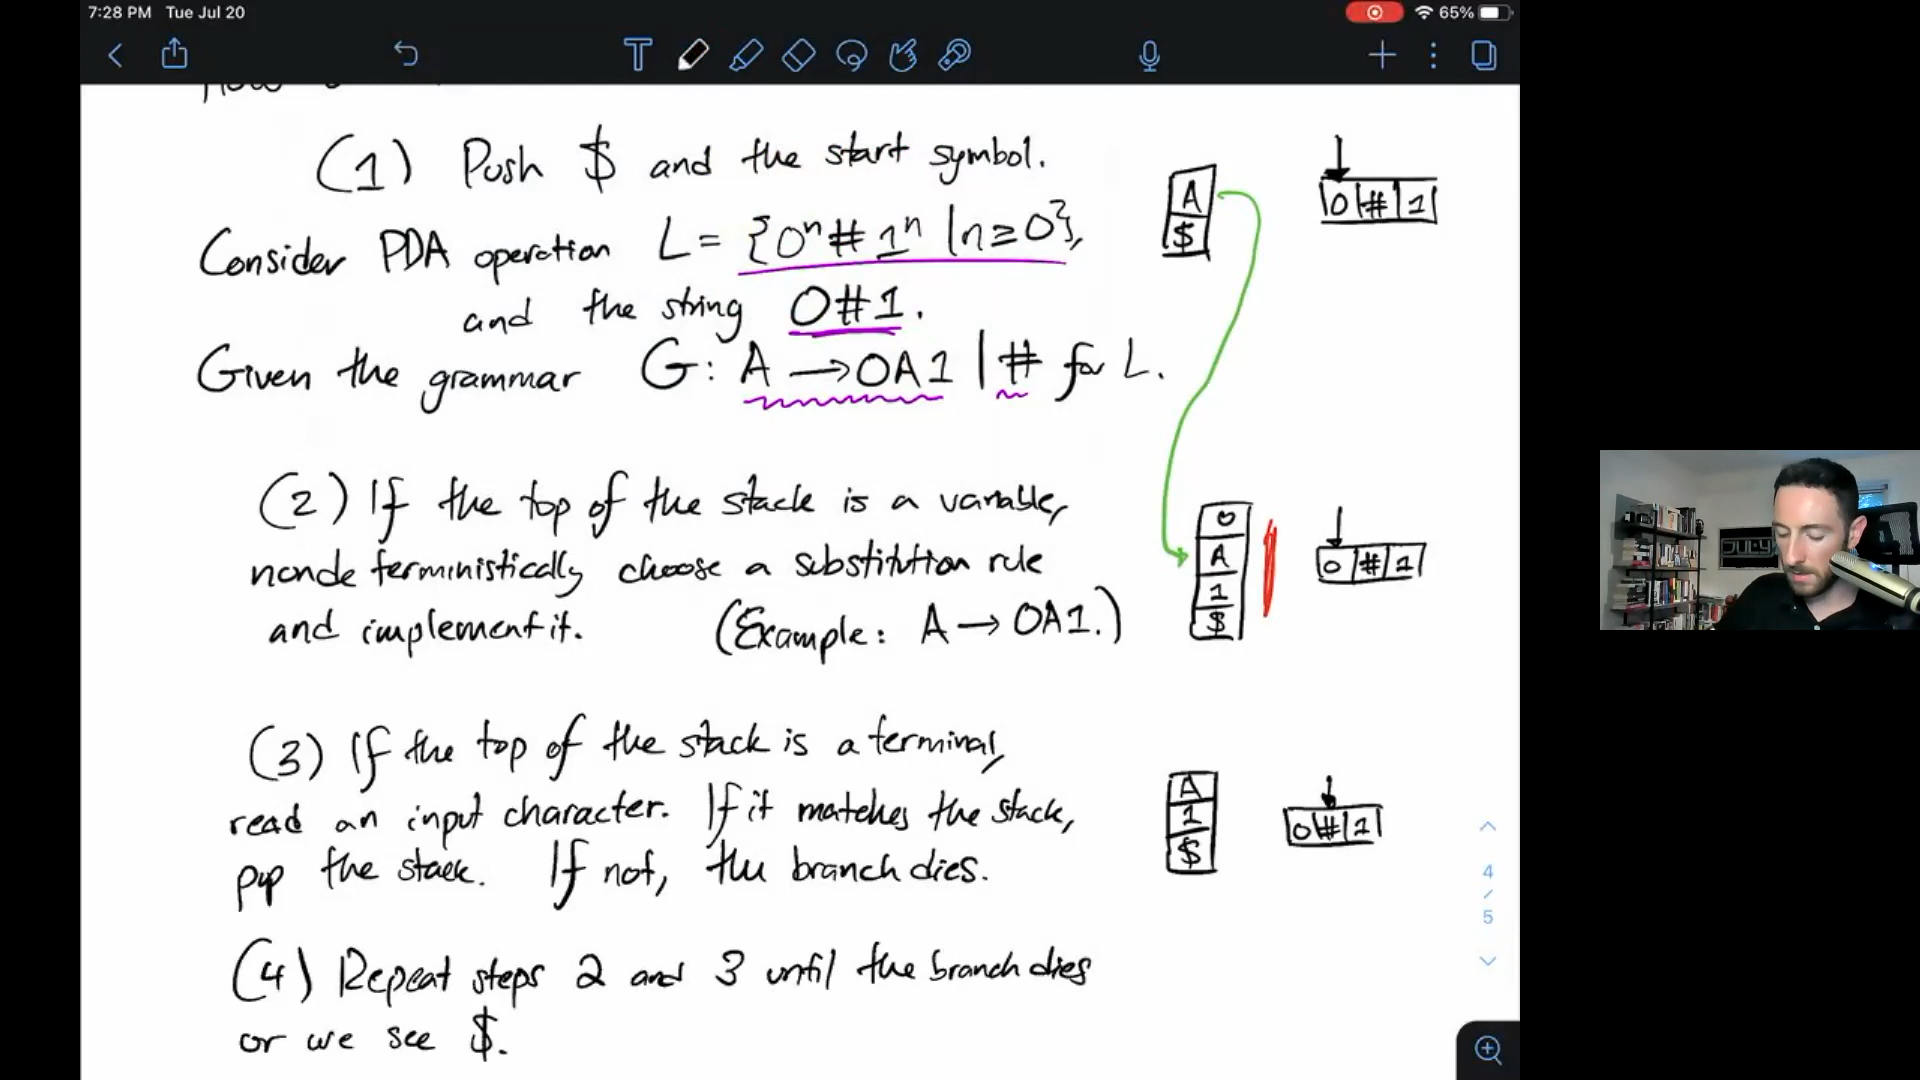 7:28 PM Tue Jul 20
65%
How
(1) Push $ and the start symbol.
Consider PDA operation L = {0ⁿ#1ⁿ | n ≥ 0},
and the string 0#1.
Given the grammar G: A → 0A1 | # for L.
(2) If the top of the stack is a variable,
nondeterministically choose a substitution rule
and implement it. (Example: A → 0A1.)
(3) If the top of the stack is a terminal,
read an input character. If it matches the stack,
pop the stack. If not, the branch dies.
(4) Repeat steps 2 and 3 until the branch dies
or we see $.
A
$
0 # 1
0
A
1
$
0 # 1
A
1
$
0 # 1
4
/
5
JULY